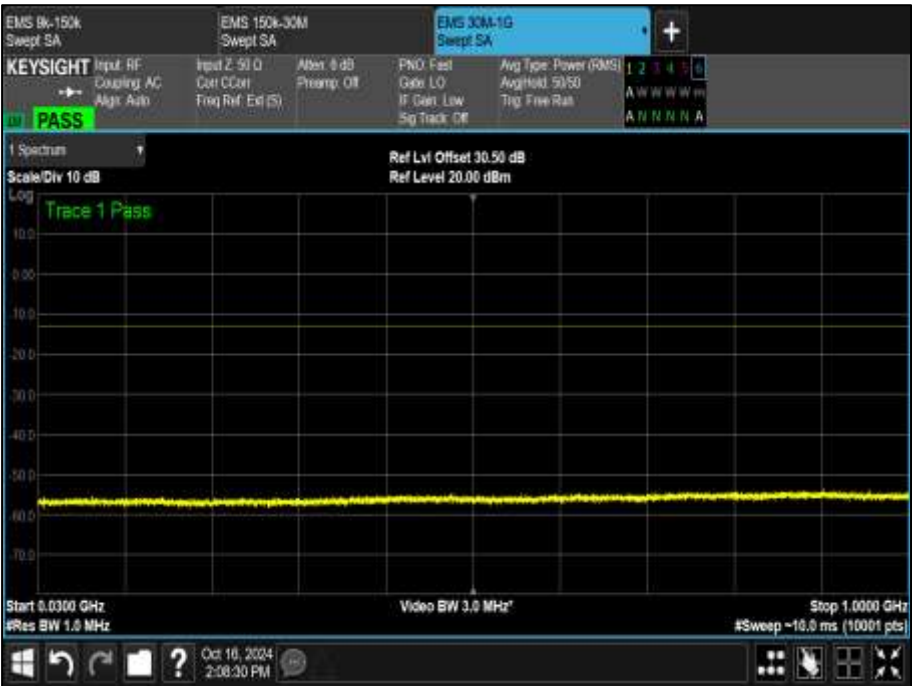 EMS 9k-150k
Swept SA
EMS 150k-30M
Swept SA
EMS 30M-1G
Swept SA
+
KEYSIGHT
Input: RF
Coupling: AC
Align: Auto
Input Z: 50 Ω
Corr CCorr
Freq Ref: Ext (S)
Atten: 6 dB
Preamp: Off
PNO: Fast
Gate: LO
IF Gain: Low
Sig Track: Off
Avg Type: Power (RMS)
Avg|Hold: 50/50
Trig: Free Run
1 2 3 4 5 6
A W W W W
A N N N N A
PASS
1 Spectrum
Scale/Div 10 dB
Ref Lvl Offset 30.50 dB
Ref Level 20.00 dBm
Log
Trace 1 Pass
10.0
0.00
-10.0
-20.0
-30.0
-40.0
-50.0
-60.0
-70.0
Start 0.0300 GHz
#Res BW 1.0 MHz
Video BW 3.0 MHz*
Stop 1.0000 GHz
#Sweep ~10.0 ms (10001 pts)
?
Oct 16, 2024
2:08:30 PM